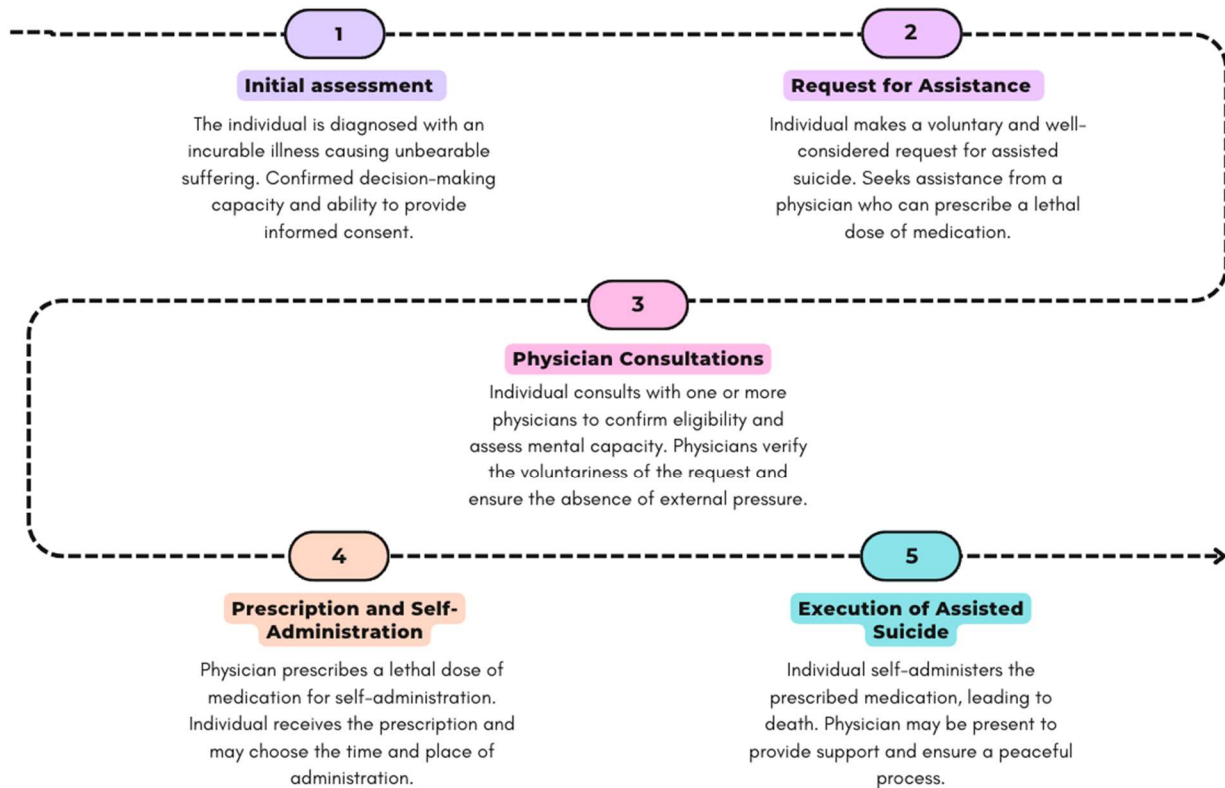 1
Initial assessment
The individual is diagnosed with an
incurable illness causing unbearable
suffering. Confirmed decision-making
capacity and ability to provide
informed consent.
2
Request for Assistance
Individual makes a voluntary and well-
considered request for assisted
suicide. Seeks assistance from a
physician who can prescribe a lethal
dose of medication.
3
Physician Consultations
Individual consults with one or more
physicians to confirm eligibility and
assess mental capacity. Physicians verify
the voluntariness of the request and
ensure the absence of external pressure.
4
Prescription and Self-
Administration
Physician prescribes a lethal dose of
medication for self-administration.
Individual receives the prescription and
may choose the time and place of
administration.
5
Execution of Assisted
Suicide
Individual self-administers the
prescribed medication, leading to
death. Physician may be present to
provide support and ensure a peaceful
process.